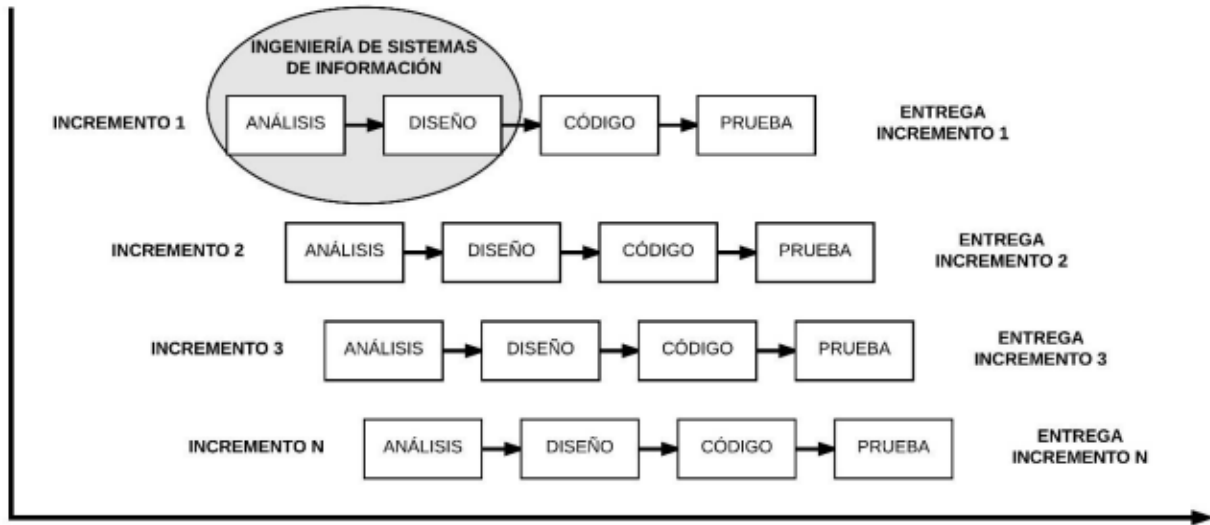 INGENIERÍA DE SISTEMAS
DE INFORMACIÓN
INCREMENTO 1
ANÁLISIS
DISEÑO
CÓDIGO
PRUEBA
ENTREGA
INCREMENTO 1
INCREMENTO 2
ANÁLISIS
DISEÑO
CÓDIGO
PRUEBA
ENTREGA
INCREMENTO 2
INCREMENTO 3
ANÁLISIS
DISEÑO
CÓDIGO
PRUEBA
ENTREGA
INCREMENTO 3
INCREMENTO N
ANÁLISIS
DISEÑO
CÓDIGO
PRUEBA
ENTREGA
INCREMENTO N